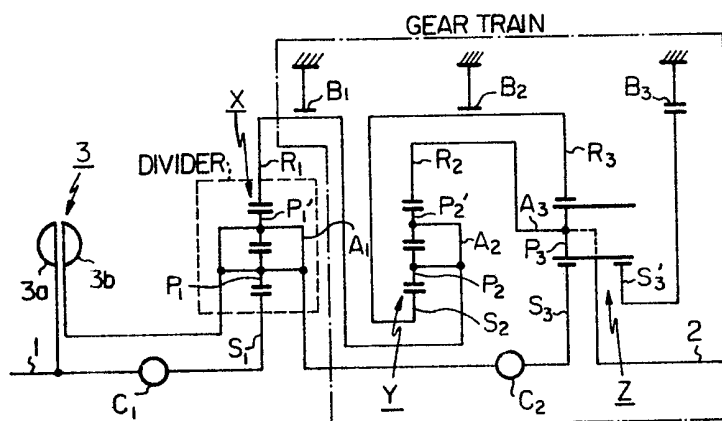 GEAR TRAIN
B₁
B₂
B₃
X
R₁
R₂
R₃
DIVIDER
3
P₁'
P₂'
A₁
A₂
A₃
3a
3b
P₁
P₂
P₃
S₃'
S₁
S₂
S₃
1
2
C₁
C₂
Y
Z